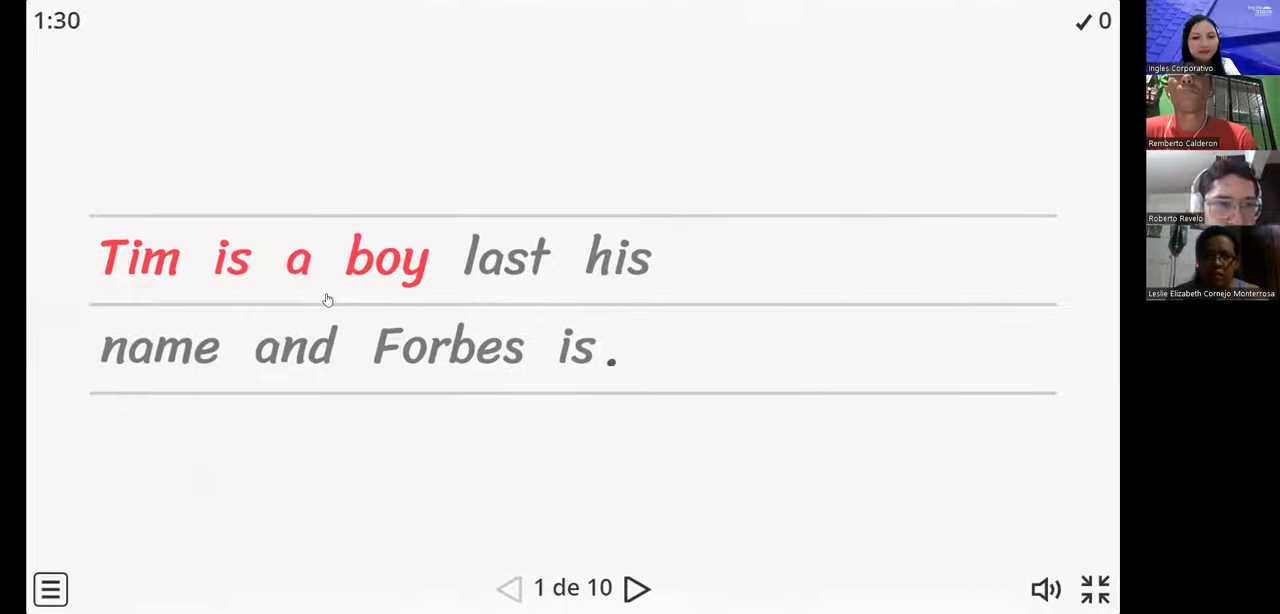 1:30
✓ 0
Tim is a boy last his
name and Forbes is.
1 de 10
Ingles Corporativo
Remberto Calderon
Roberto Revelo
Leslie Elizabeth Cornejo Monterrosa